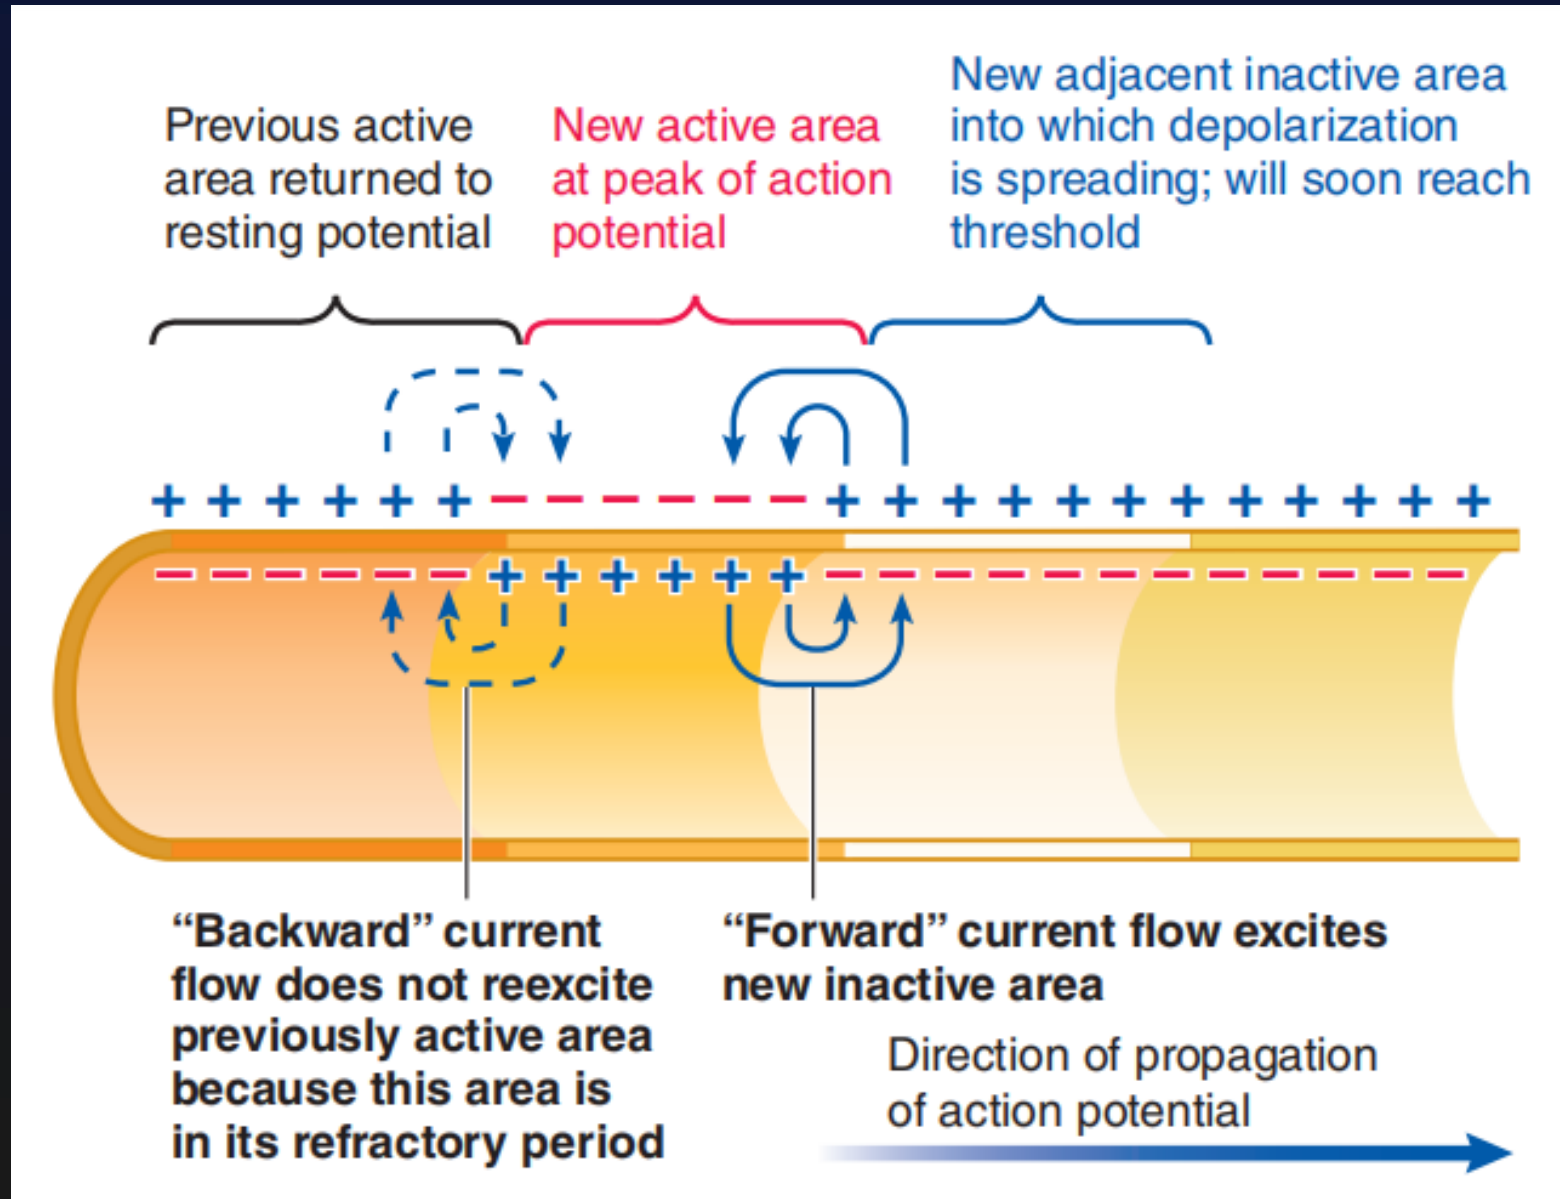 Previous active
area returned to
resting potential
New active area
at peak of action
potential
New adjacent inactive area
into which depolarization
is spreading; will soon reach
threshold
+ + + + + + − − − − − − + + + + + + + + + + + +
− − − − − − + + + + + + − − − − − − − − − − − −
“Backward” current
flow does not reexcite
previously active area
because this area is
in its refractory period
“Forward” current flow excites
new inactive area
Direction of propagation
of action potential